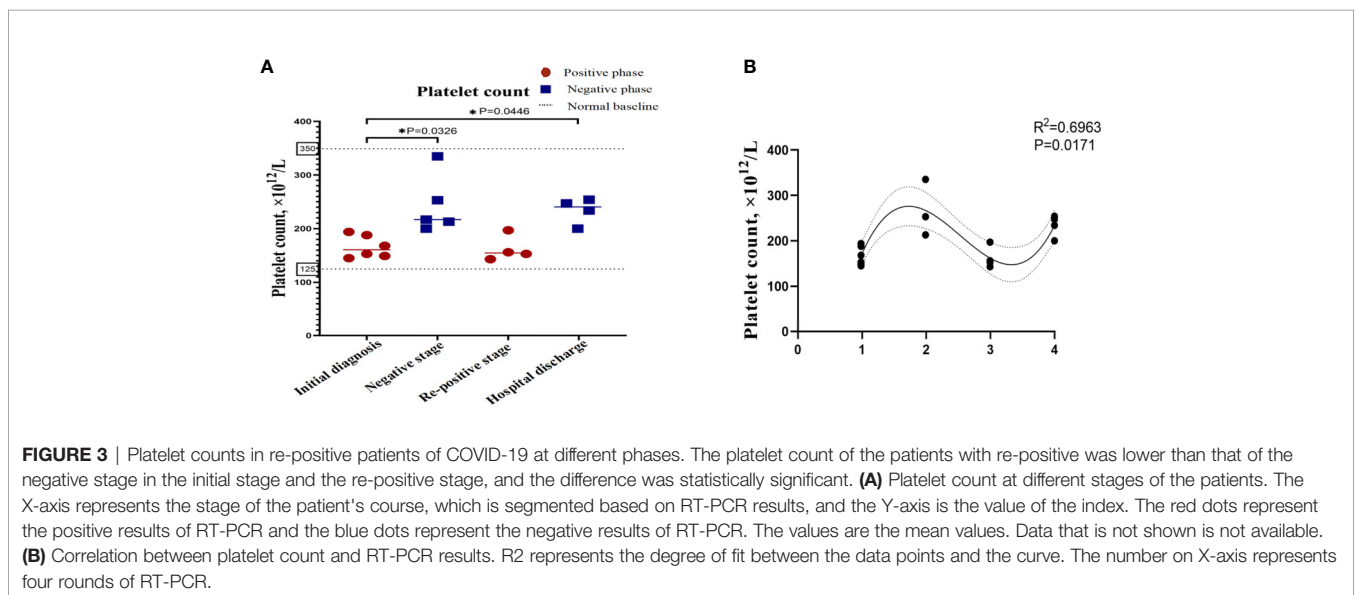 A
Positive phase
Negative phase
Normal baseline
Platelet count
* P=0.0446
* P=0.0326
Platelet count, ×10¹²/L
400
350
300
200
125
100
0
Initial diagnosis
Negative stage
Re-positive stage
Hospital discharge
B
R²=0.6963
P=0.0171
Platelet count, ×10¹²/L
400
300
200
100
0
0 1 2 3 4
FIGURE 3 | Platelet counts in re-positive patients of COVID-19 at different phases. The platelet count of the patients with re-positive was lower than that of the
negative stage in the initial stage and the re-positive stage, and the difference was statistically significant. (A) Platelet count at different stages of the patients. The
X-axis represents the stage of the patient's course, which is segmented based on RT-PCR results, and the Y-axis is the value of the index. The red dots represent
the positive results of RT-PCR and the blue dots represent the negative results of RT-PCR. The values are the mean values. Data that is not shown is not available.
(B) Correlation between platelet count and RT-PCR results. R2 represents the degree of fit between the data points and the curve. The number on X-axis represents
four rounds of RT-PCR.